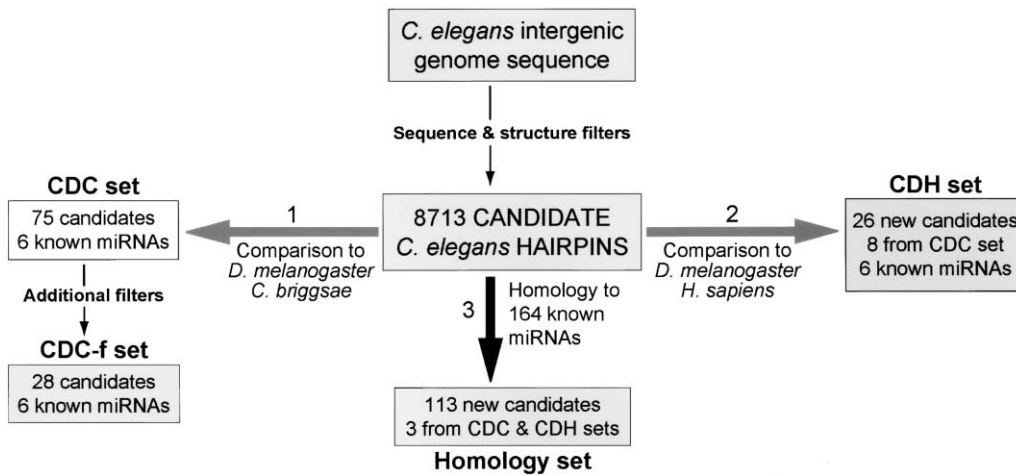 C. elegans intergenic
genome sequence
Sequence & structure filters
8713 CANDIDATE
C. elegans HAIRPINS
1
Comparison to
D. melanogaster
C. briggsae
CDC set
75 candidates
6 known miRNAs
Additional filters
CDC-f set
28 candidates
6 known miRNAs
2
Comparison to
D. melanogaster
H. sapiens
CDH set
26 new candidates
8 from CDC set
6 known miRNAs
3
Homology to
164 known
miRNAs
113 new candidates
3 from CDC & CDH sets
Homology set